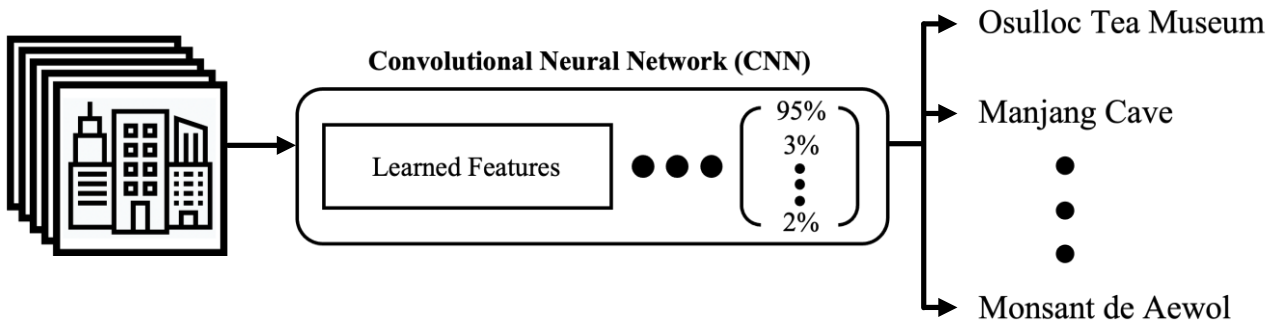 Convolutional Neural Network (CNN)
Learned Features
95%
3%
2%
Osulloc Tea Museum
Manjang Cave
Monsant de Aewol